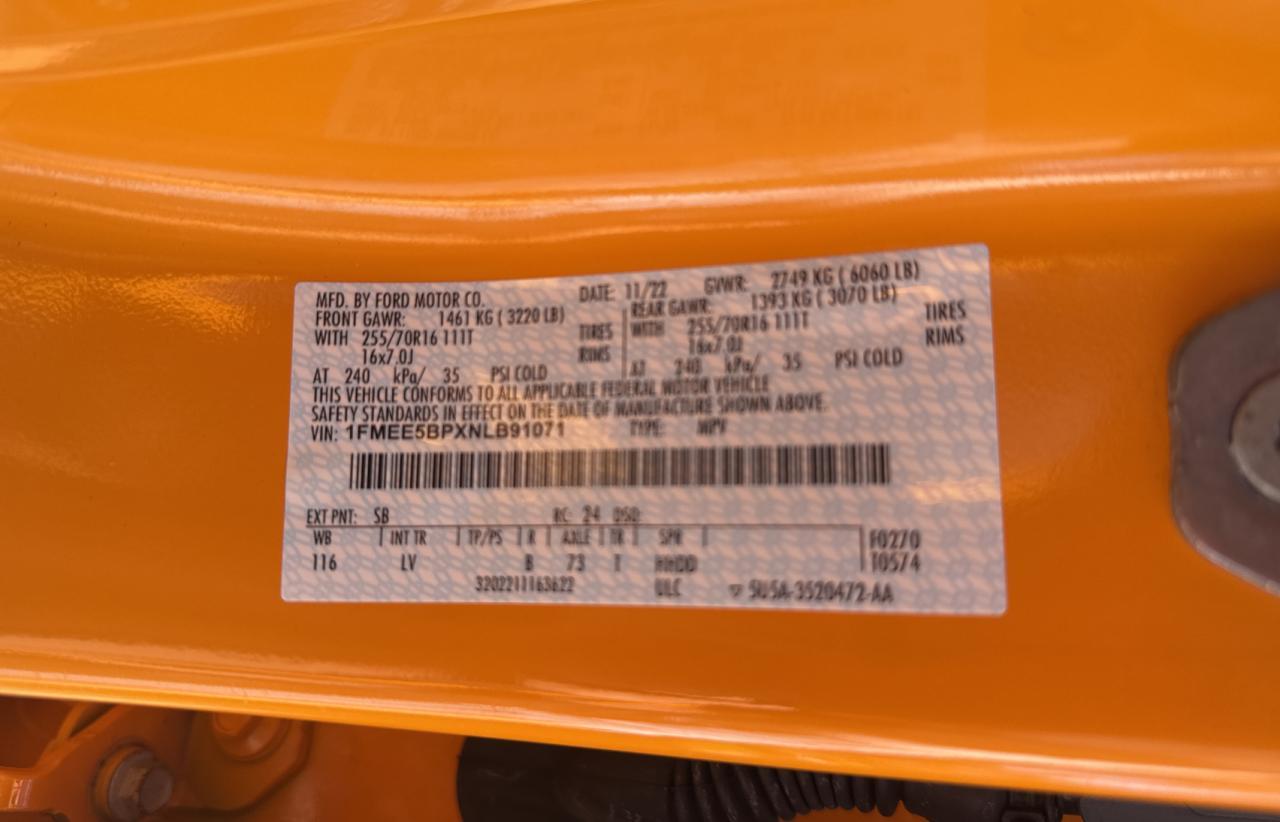 MFD. BY FORD MOTOR CO. DATE: 11/22 GVWR: 2749 KG ( 6060 LB)
FRONT GAWR: 1461 KG ( 3220 LB) REAR GAWR: 1393 KG ( 3070 LB)
WITH 255/70R16 111T TIRES WITH 255/70R16 111T TIRES
16x7.0J RIMS 16x7.0J RIMS
AT 240 kPa/ 35 PSI COLD AT 240 kPa/ 35 PSI COLD
THIS VEHICLE CONFORMS TO ALL APPLICABLE FEDERAL MOTOR VEHICLE
SAFETY STANDARDS IN EFFECT ON THE DATE OF MANUFACTURE SHOWN ABOVE.
VIN: 1FMEE5BPXNLB91071 TYPE: MPV
EXT PNT: SB RC: 24 DSO:
WB INT TR TP/PS R AXLE TR SPR F0270
116 LV B 73 T HHDD T0574
3202211163622 ULC ▽ 5U5A-3520472-AA